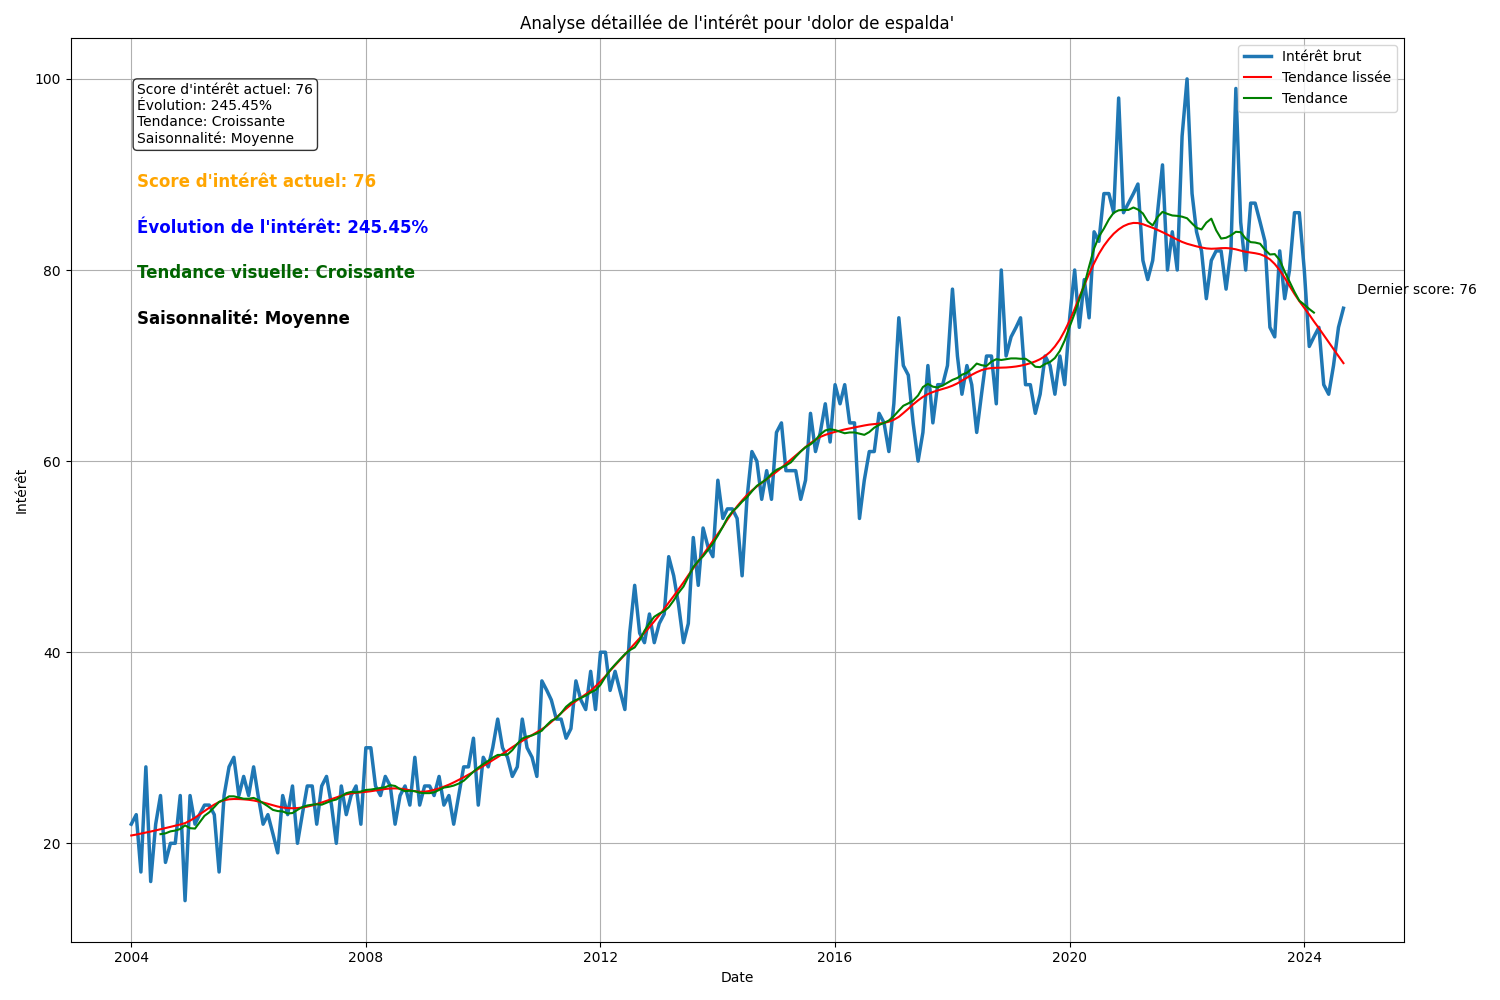 Analyse détaillée de l'intérêt pour 'dolor de espalda'
Intérêt brut
Tendance lissée
Tendance
Score d'intérêt actuel: 76
Évolution: 245.45%
Tendance: Croissante
Saisonnalité: Moyenne
Score d'intérêt actuel: 76
Évolution de l'intérêt: 245.45%
Tendance visuelle: Croissante
Saisonnalité: Moyenne
Dernier score: 76
Intérêt
100
80
60
40
20
2004 2008 2012 2016 2020 2024
Date